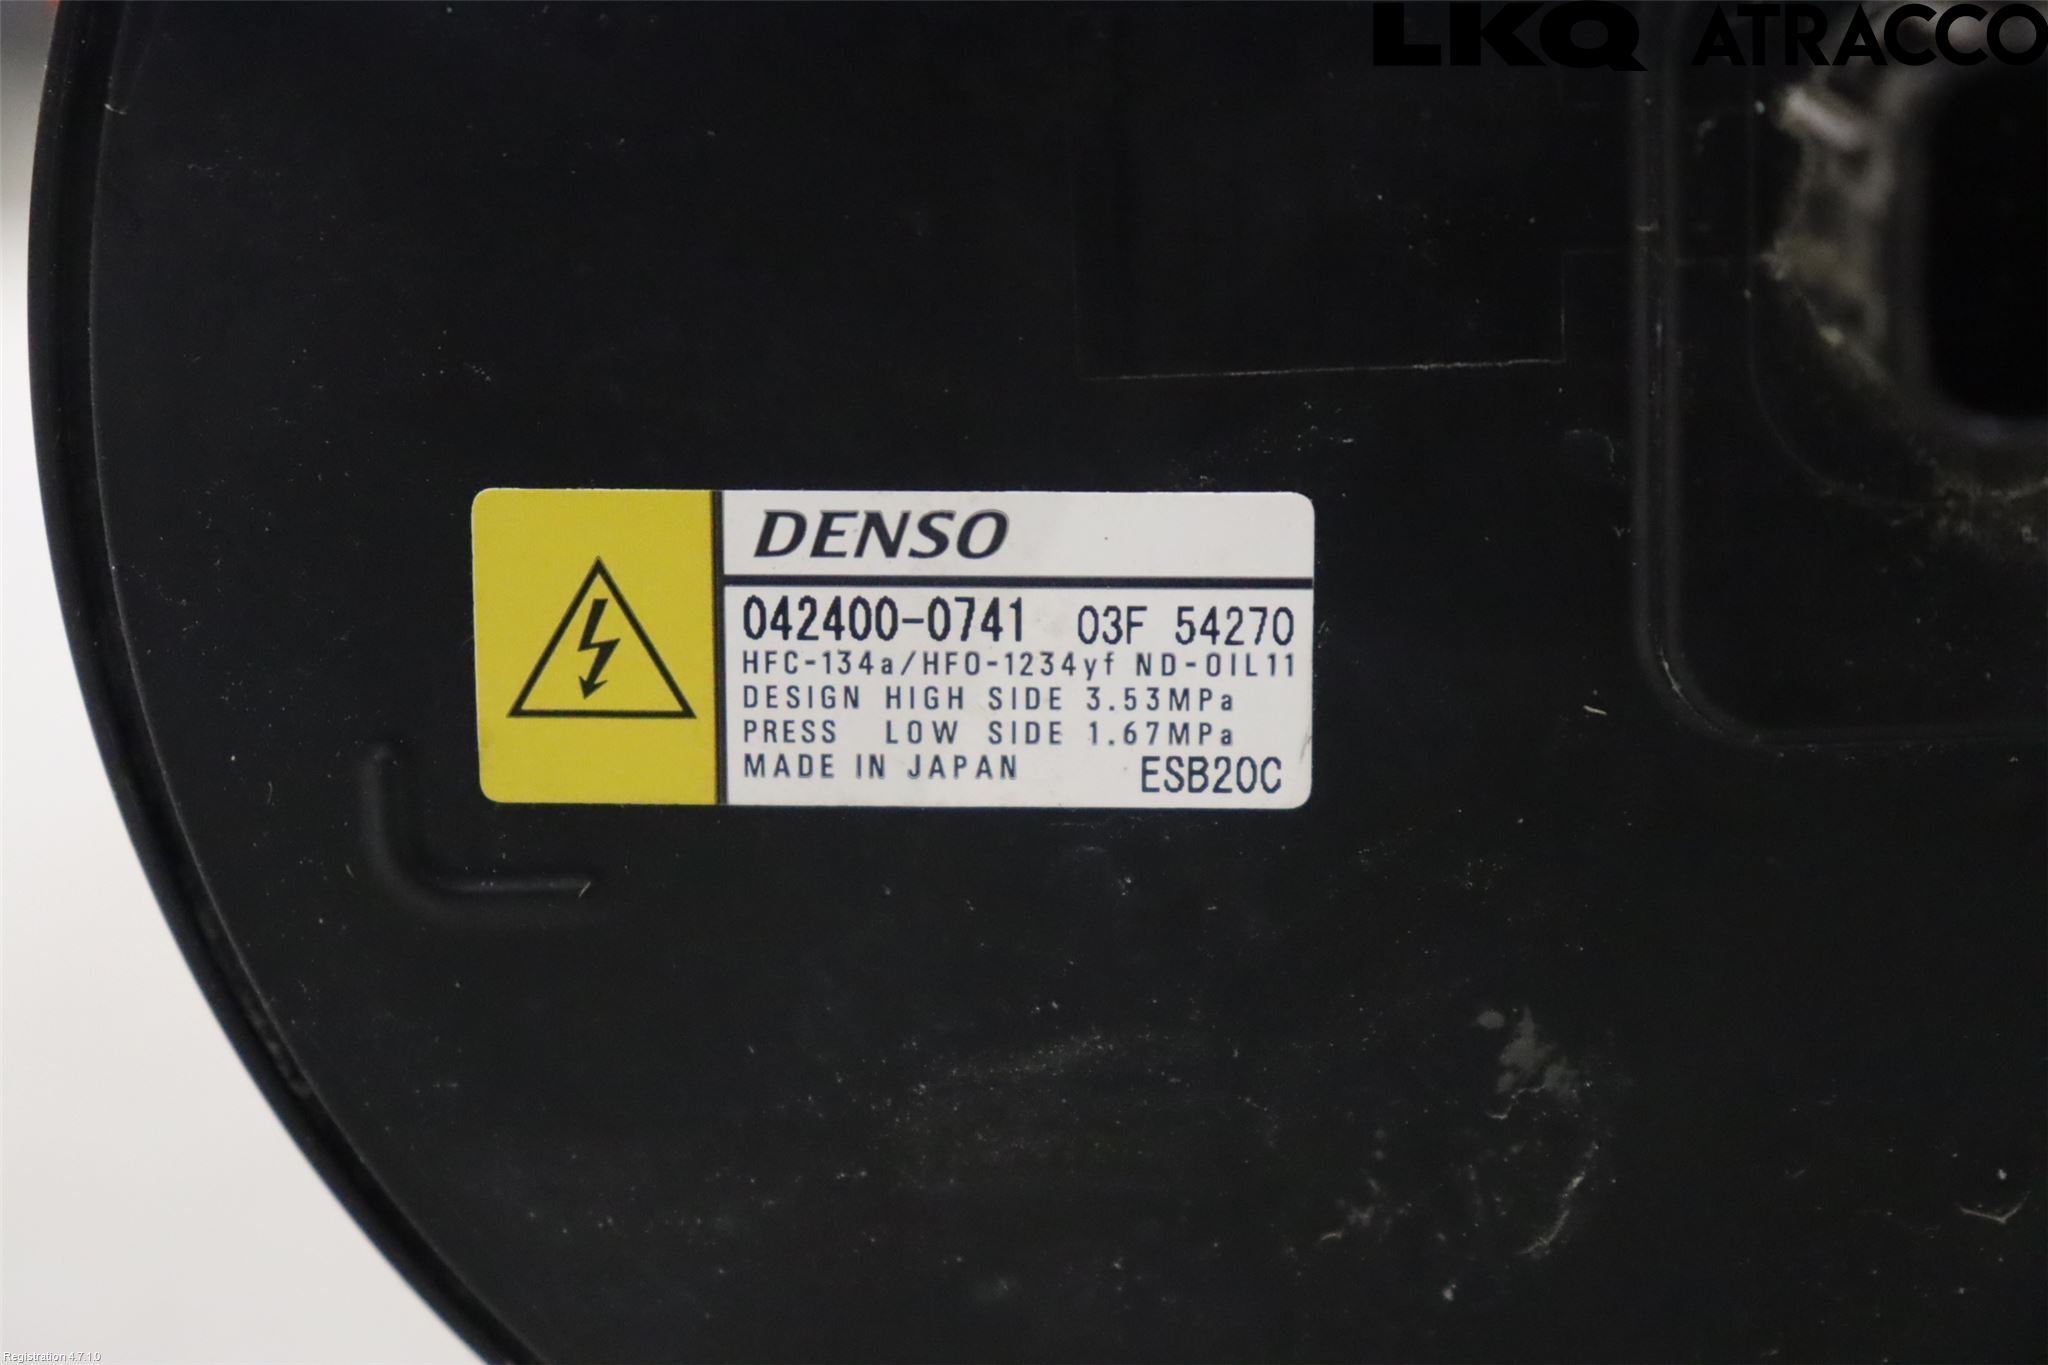 LKQ ATRACCO
DENSO
042400-0741 03F 54270
HFC-134a/HFO-1234yf ND-OIL11
DESIGN HIGH SIDE 3.53MPa
PRESS LOW SIDE 1.67MPa
MADE IN JAPAN ESB20C
Registration 4.7.1.0